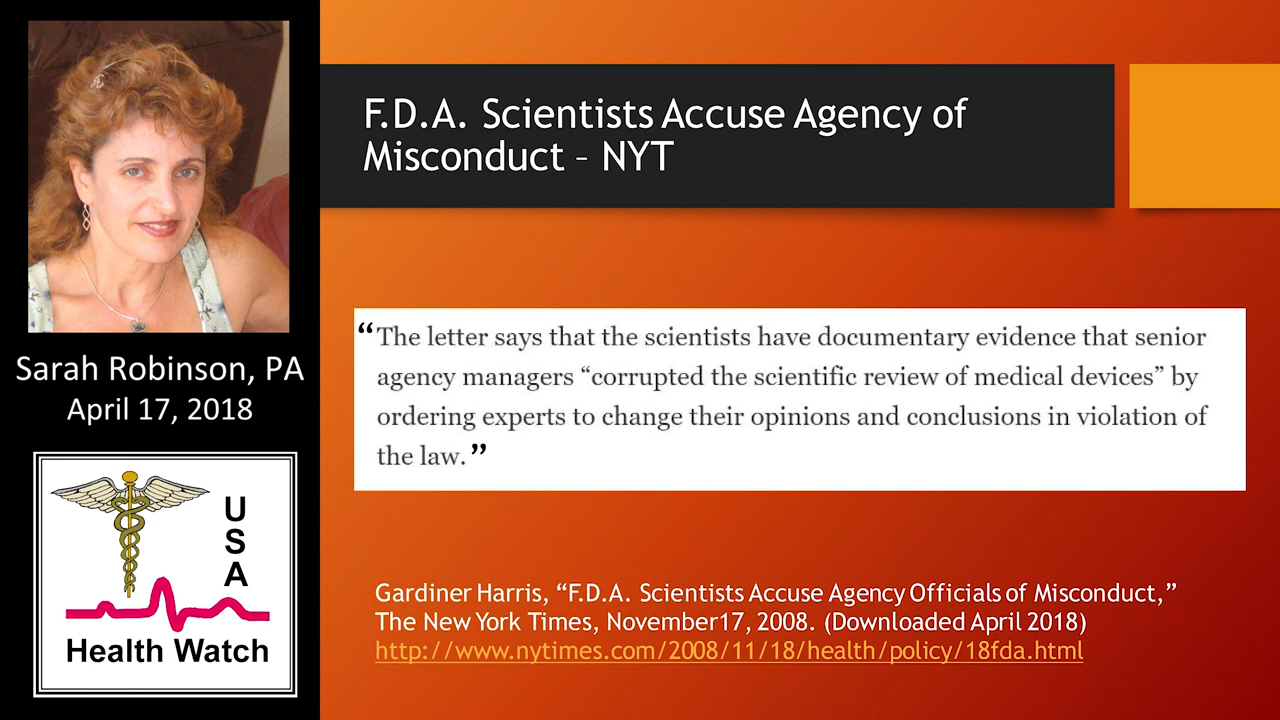 Sarah Robinson, PA
April 17, 2018
U
S
A
Health Watch
F.D.A. Scientists Accuse Agency of
Misconduct – NYT
“The letter says that the scientists have documentary evidence that senior
agency managers “corrupted the scientific review of medical devices” by
ordering experts to change their opinions and conclusions in violation of
the law.”
Gardiner Harris, “F.D.A. Scientists Accuse Agency Officials of Misconduct,”
The New York Times, November17, 2008. (Downloaded April 2018)
http://www.nytimes.com/2008/11/18/health/policy/18fda.html